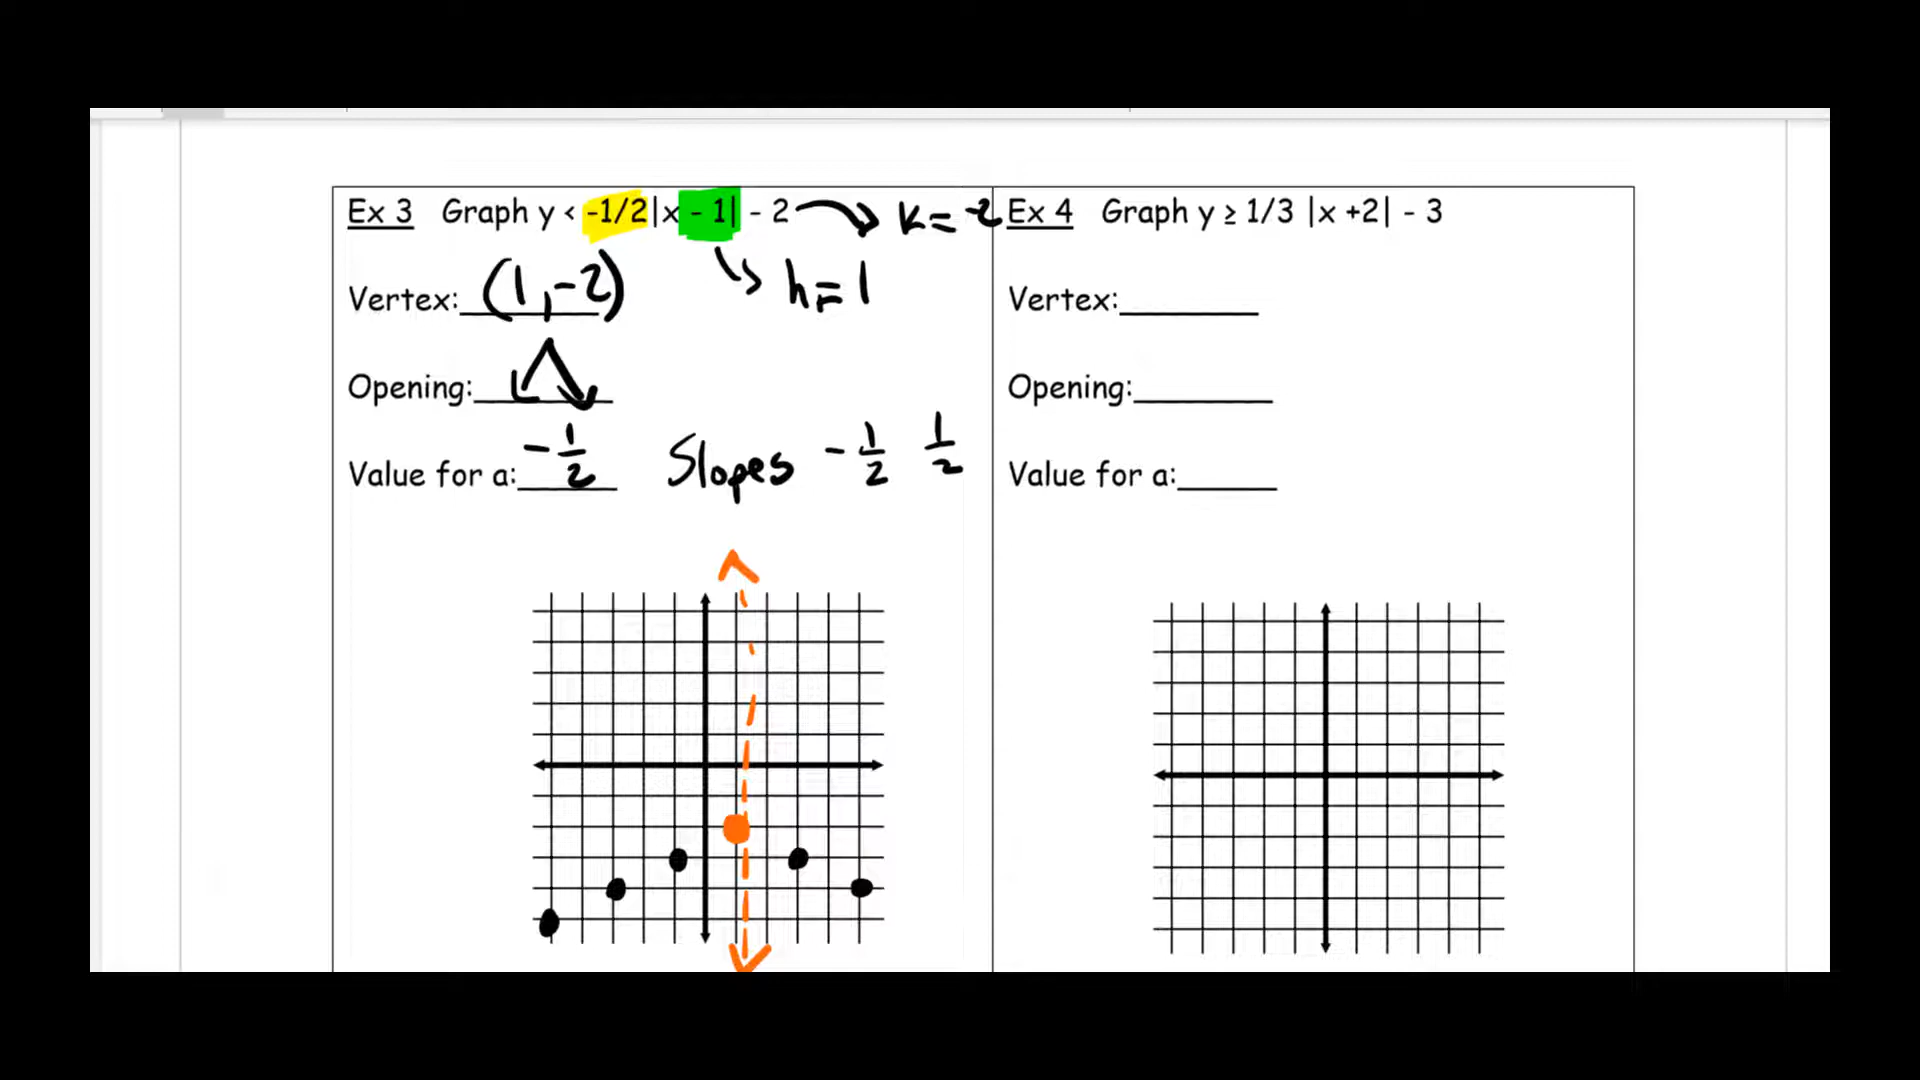 Ex 3 Graph y < -1/2|x - 1| - 2 k = -2
Vertex: (1, -2) h = 1
Opening:
Value for a: -1/2 Slopes -1/2 1/2
Ex 4 Graph y ≥ 1/3 |x +2| - 3
Vertex:
Opening:
Value for a: